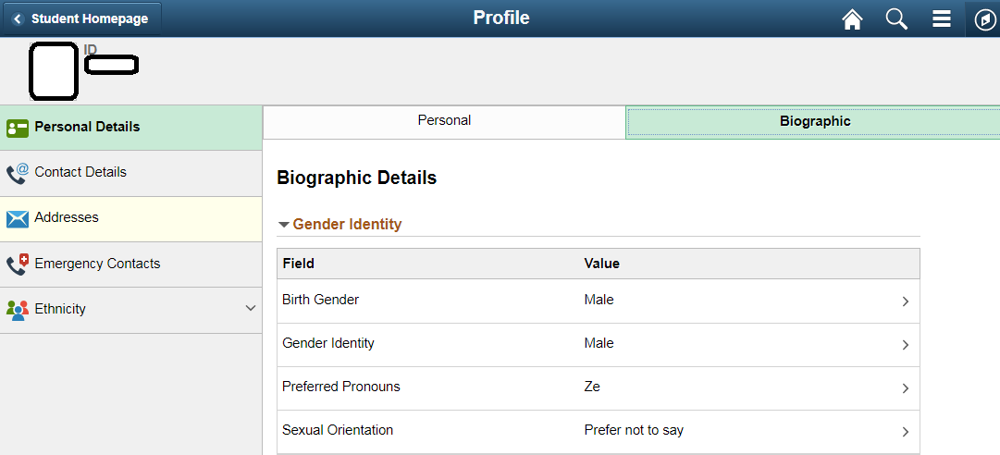 Student Homepage
Profile
ID
Personal Details
Contact Details
Addresses
Emergency Contacts
Ethnicity
Personal
Biographic
Biographic Details
Gender Identity
Field Value
Birth Gender Male
Gender Identity Male
Preferred Pronouns Ze
Sexual Orientation Prefer not to say